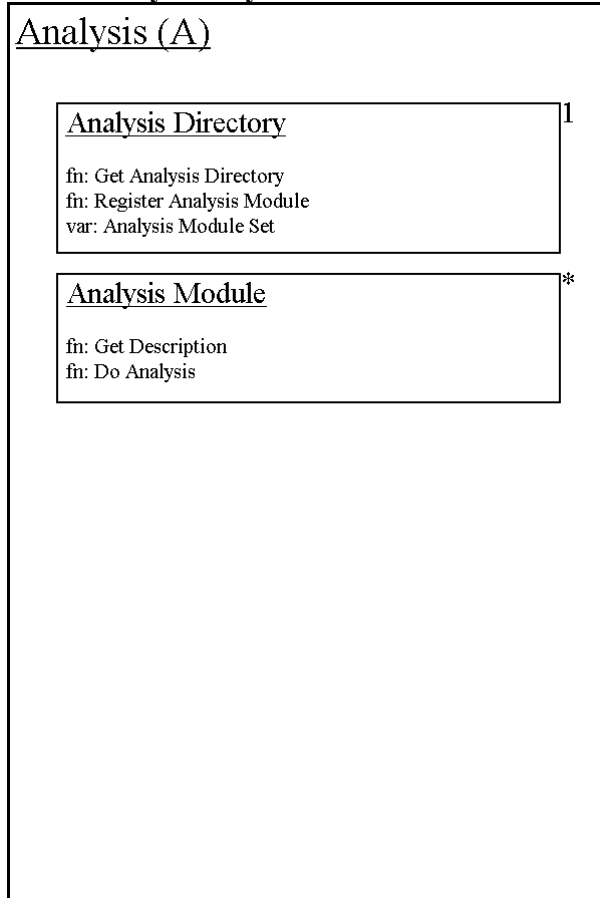 Analysis (A)
Analysis Directory
1
fn: Get Analysis Directory
fn: Register Analysis Module
var: Analysis Module Set
Analysis Module
*
fn: Get Description
fn: Do Analysis